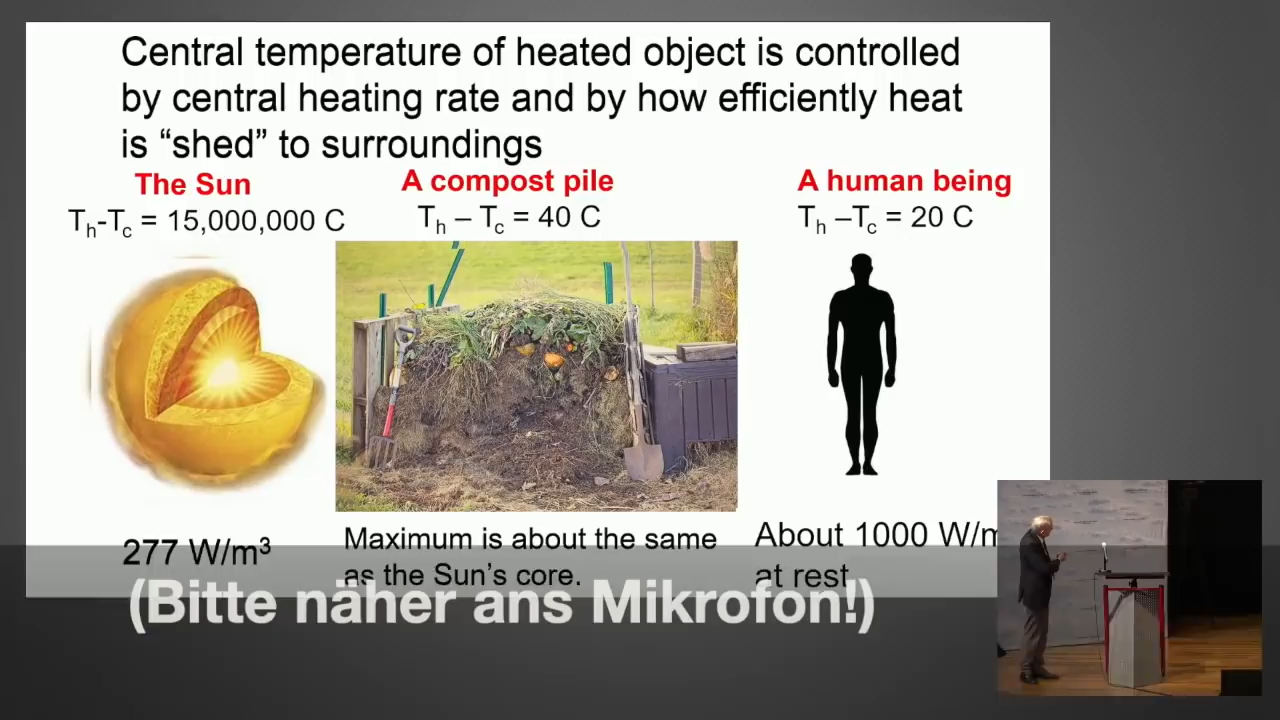 Central temperature of heated object is controlled
by central heating rate and by how efficiently heat
is “shed” to surroundings
The Sun
Th-Tc = 15,000,000 C
A compost pile
Th – Tc = 40 C
A human being
Th –Tc = 20 C
277 W/m³
Maximum is about the same
as the Sun’s core.
About 1000 W/m
at rest
(Bitte näher ans Mikrofon!)